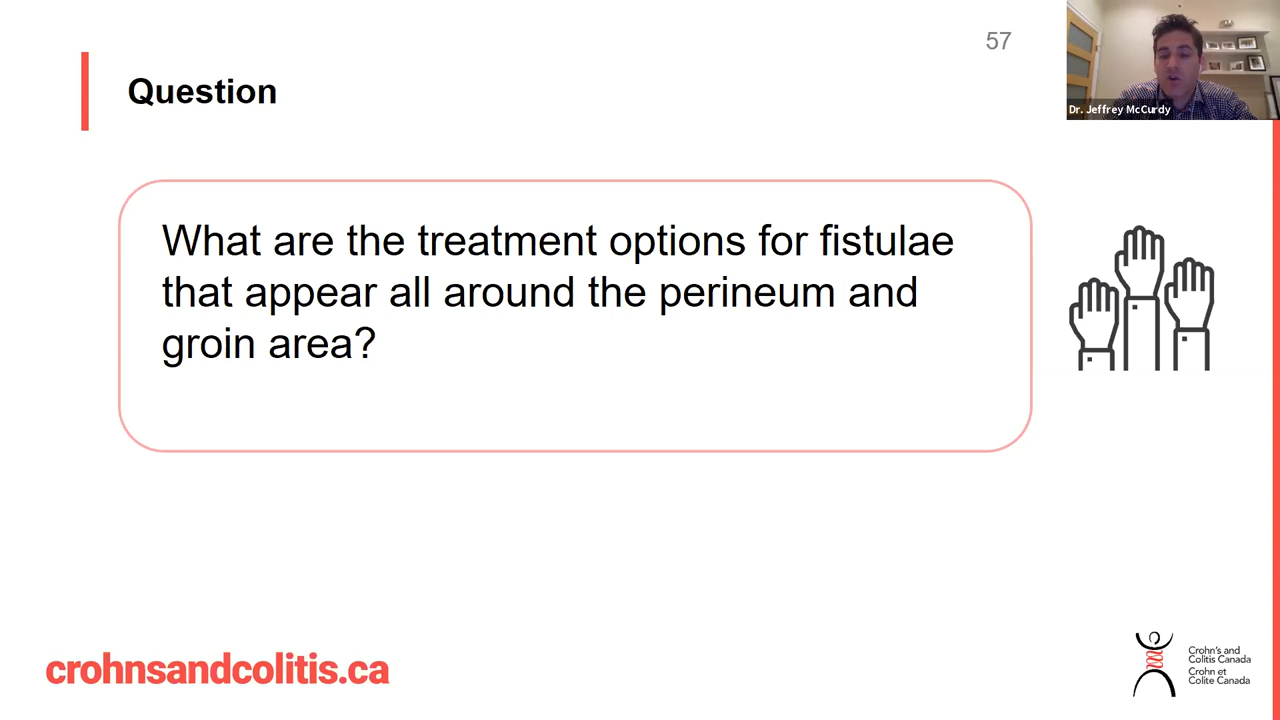 57
Question
Dr. Jeffrey McCurdy
What are the treatment options for fistulae
that appear all around the perineum and
groin area?
crohnsandcolitis.ca
Crohn's and
Colitis Canada
Crohn et
Colite Canada